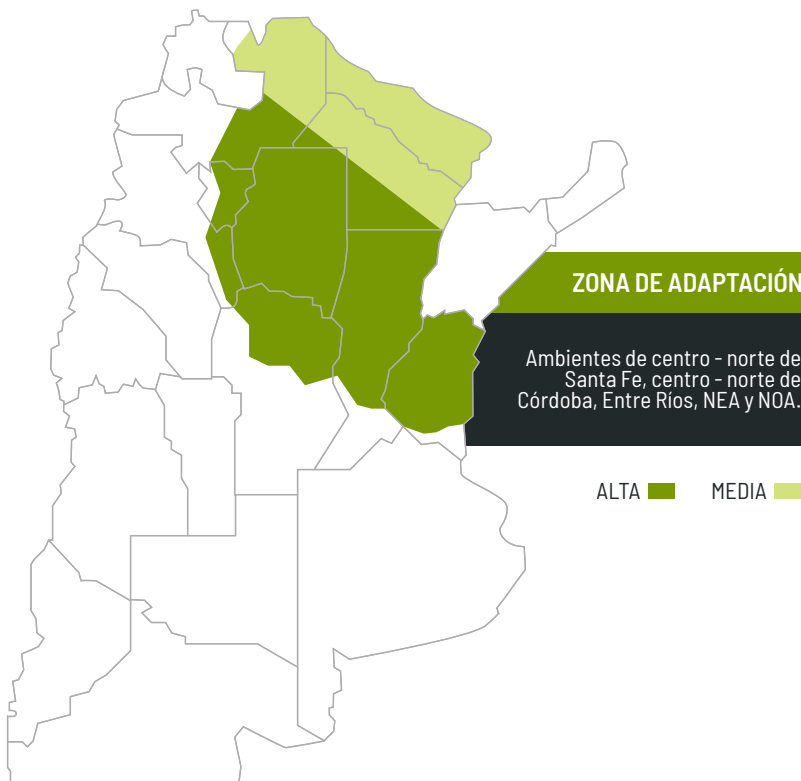 ZONA DE ADAPTACIÓN
Ambientes de centro - norte de
Santa Fe, centro - norte de
Córdoba, Entre Ríos, NEA y NOA.
ALTA MEDIA